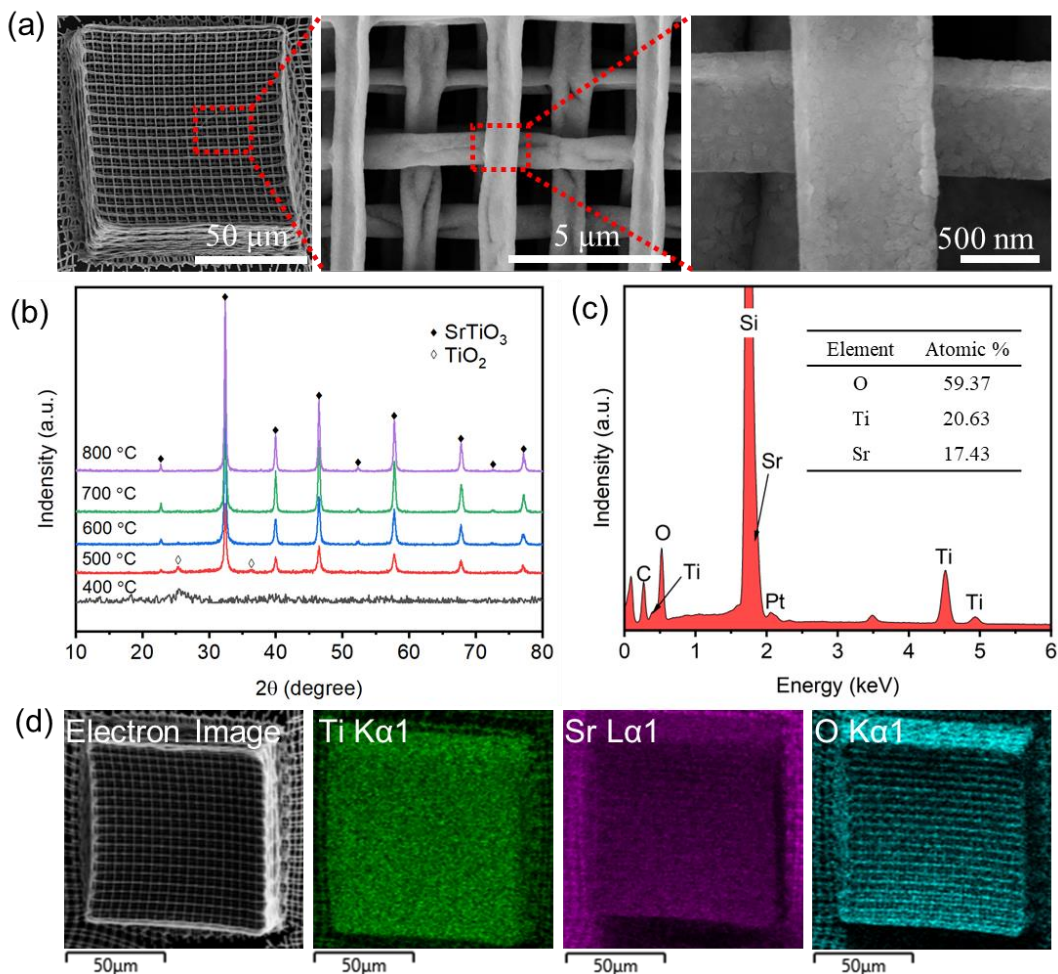 (a)
50 μm
5 μm
500 nm
(b)
Indensity (a.u.)
♦ SrTiO3
◊ TiO2
800 °C
700 °C
600 °C
500 °C
400 °C
10 20 30 40 50 60 70 80
2θ (degree)
(c)
Indensity (a.u.)
Si
Sr
O
C
Ti
Pt
Ti
Ti
Element Atomic %
O 59.37
Ti 20.63
Sr 17.43
0 1 2 3 4 5 6
Energy (keV)
(d)
Electron Image
Ti Kα1
Sr Lα1
O Kα1
50μm
50μm
50μm
50μm